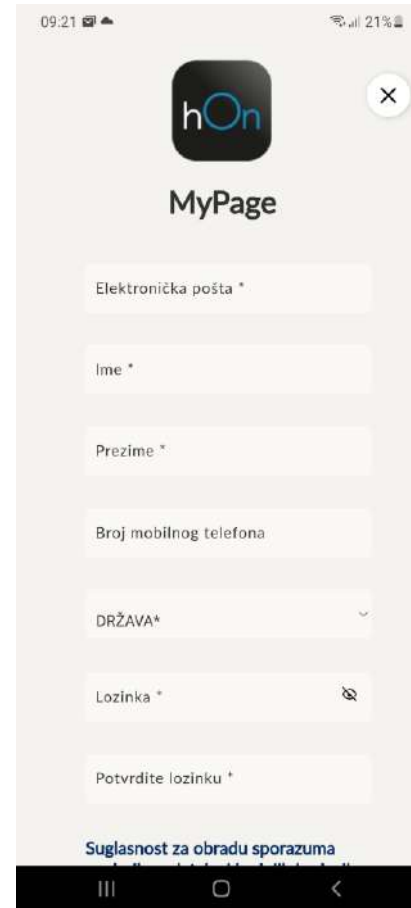 09:21
21%
hOn
MyPage
Elektronička pošta *
Ime *
Prezime *
Broj mobilnog telefona
DRŽAVA*
Lozinka *
Potvrdite lozinku *
Suglasnost za obradu sporazuma